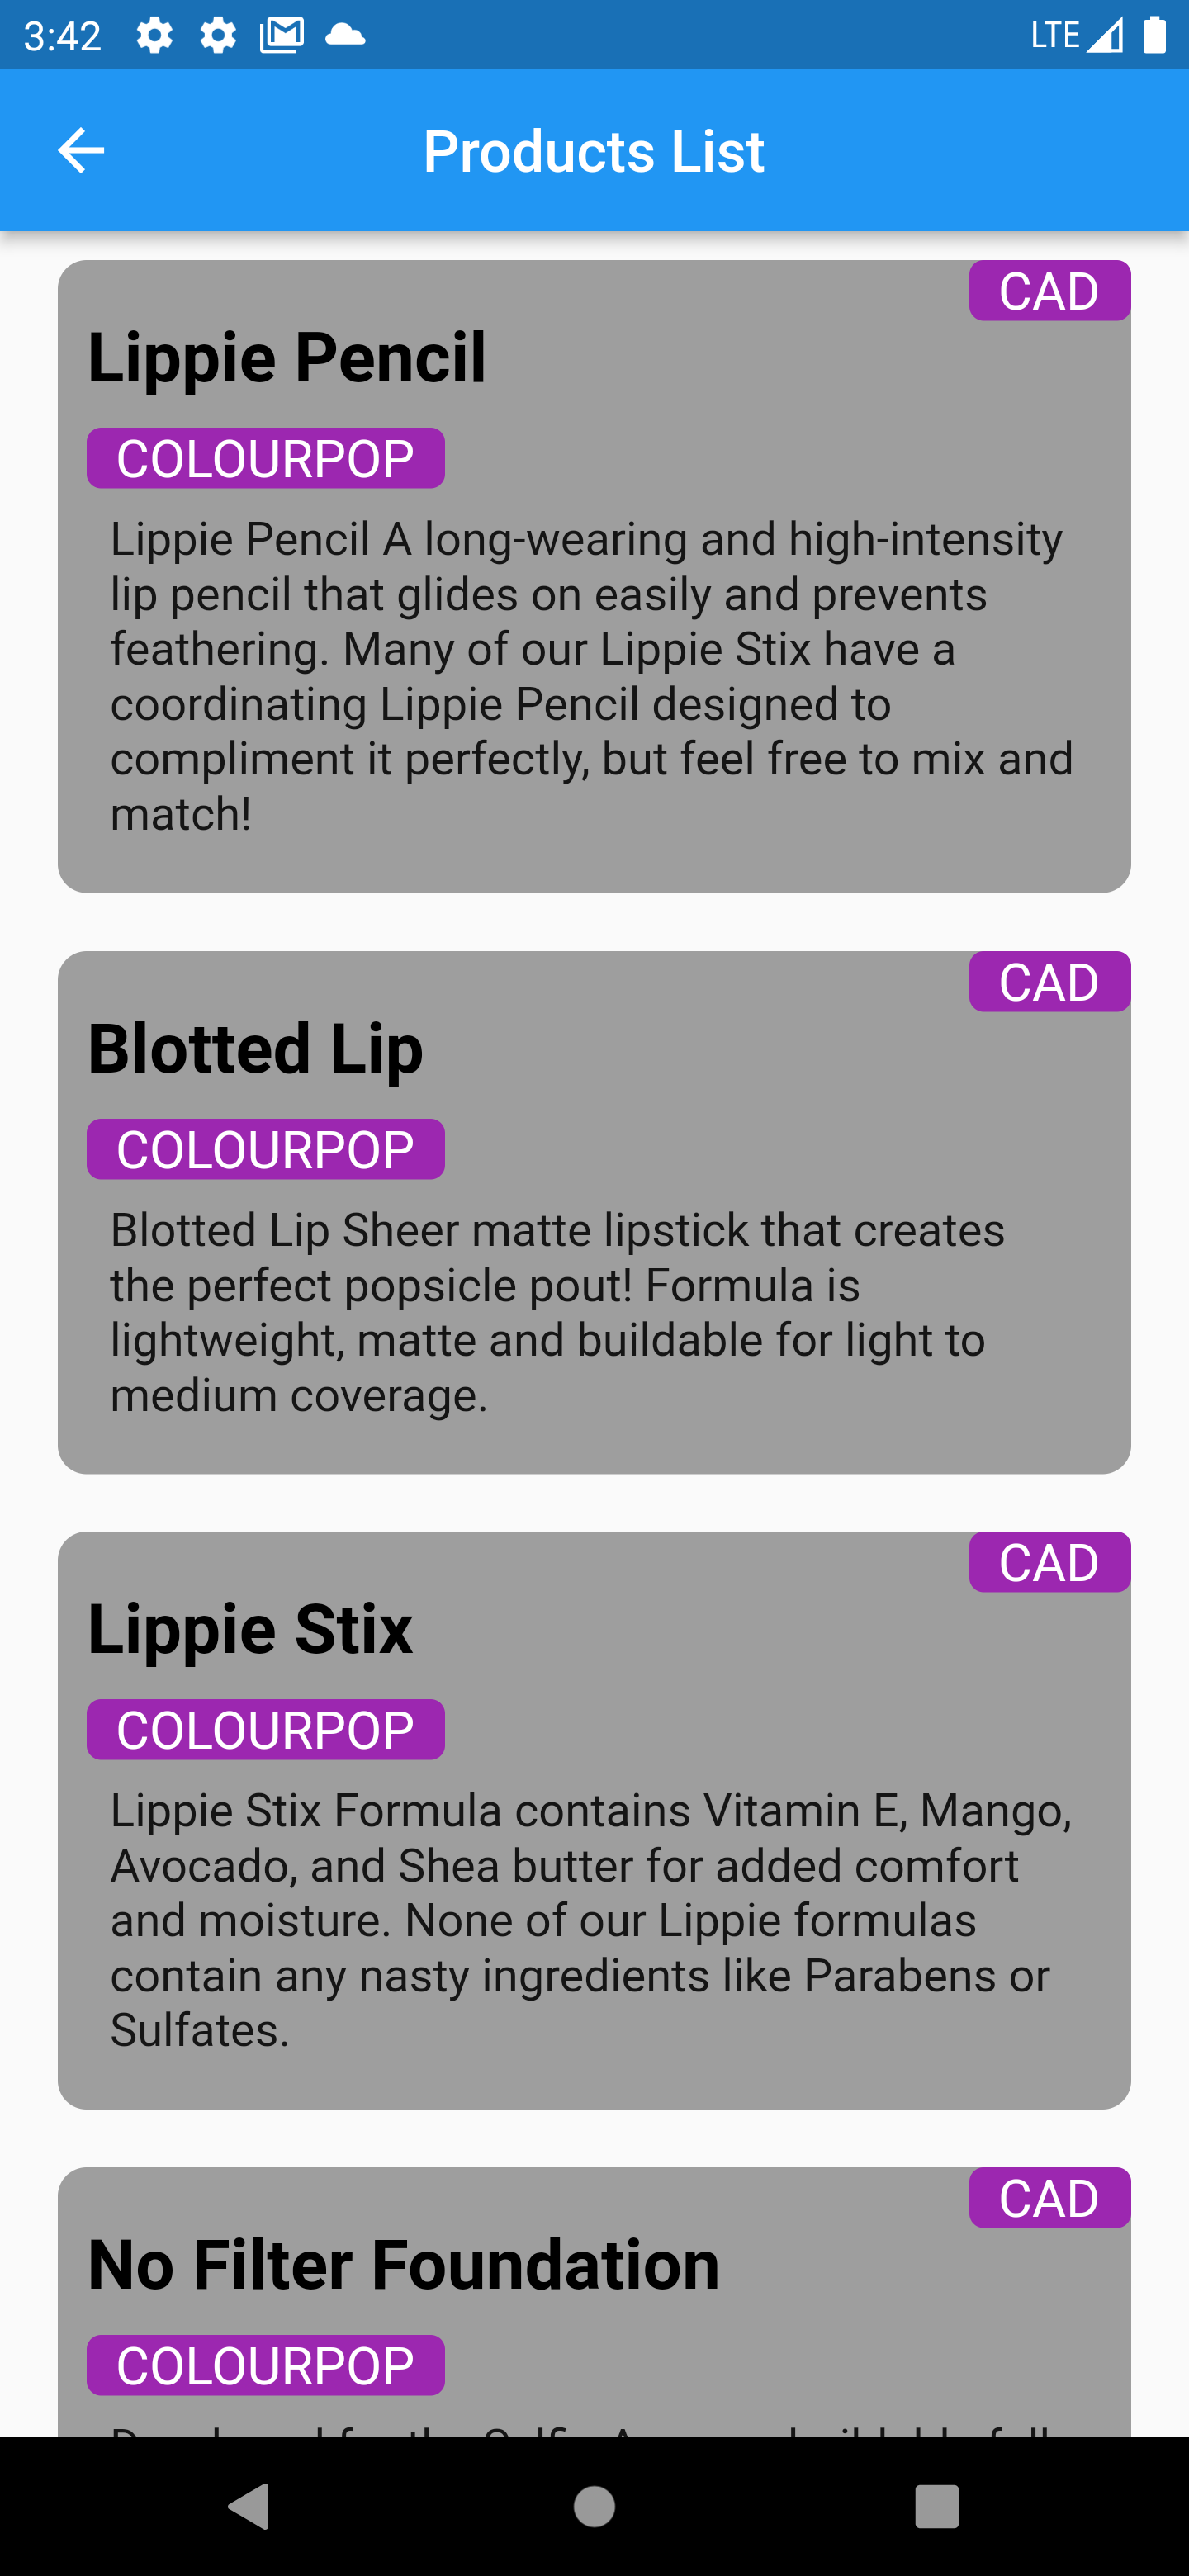 3:42
LTE
Products List
CAD
Lippie Pencil
COLOURPOP
Lippie Pencil A long-wearing and high-intensity
lip pencil that glides on easily and prevents
feathering. Many of our Lippie Stix have a
coordinating Lippie Pencil designed to
compliment it perfectly, but feel free to mix and
match!
CAD
Blotted Lip
COLOURPOP
Blotted Lip Sheer matte lipstick that creates
the perfect popsicle pout! Formula is
lightweight, matte and buildable for light to
medium coverage.
CAD
Lippie Stix
COLOURPOP
Lippie Stix Formula contains Vitamin E, Mango,
Avocado, and Shea butter for added comfort
and moisture. None of our Lippie formulas
contain any nasty ingredients like Parabens or
Sulfates.
CAD
No Filter Foundation
COLOURPOP